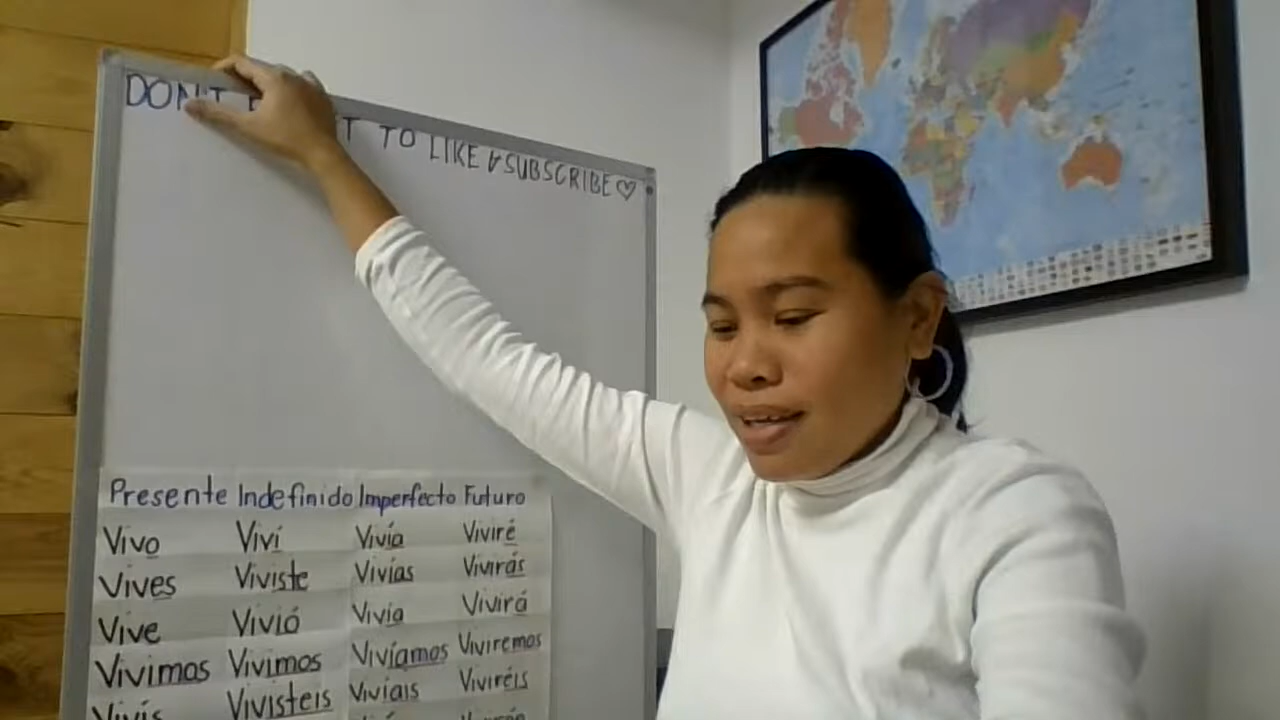 DON'T TO LIKE & SUBSCRIBE ♡
Presente Indefinido Imperfecto Futuro
Vivo Viví Vivía Viviré
Vives Viviste Vivías Vivirás
Vive Vivió Vivía Vivirá
Vivimos Vivimos Vivíamos Viviremos
Vivís Vivisteis Vivíais Viviréis